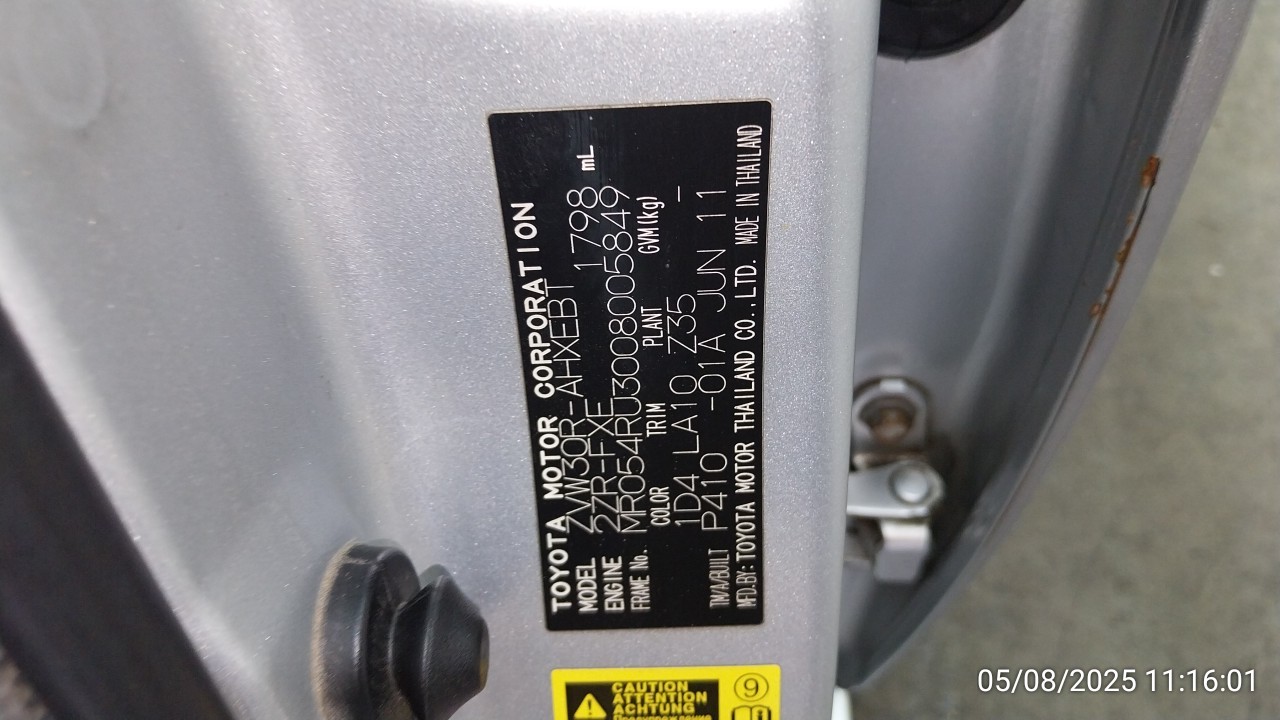 TOYOTA MOTOR CORPORATION
MODEL ZVW30R-AHXEBT
ENGINE 2ZR-FXE 1798 mL
FRAME No. MR054RU3008005849
COLOR TRIM PLANT GVM(kg)
1D4 LA10 Z35 -
TM/A/BUILT P410 -01A JUN 11
MFD.BY: TOYOTA MOTOR THAILAND CO.,LTD. MADE IN THAILAND
CAUTION
ATTENTION
ACHTUNG
9
05/08/2025 11:16:01